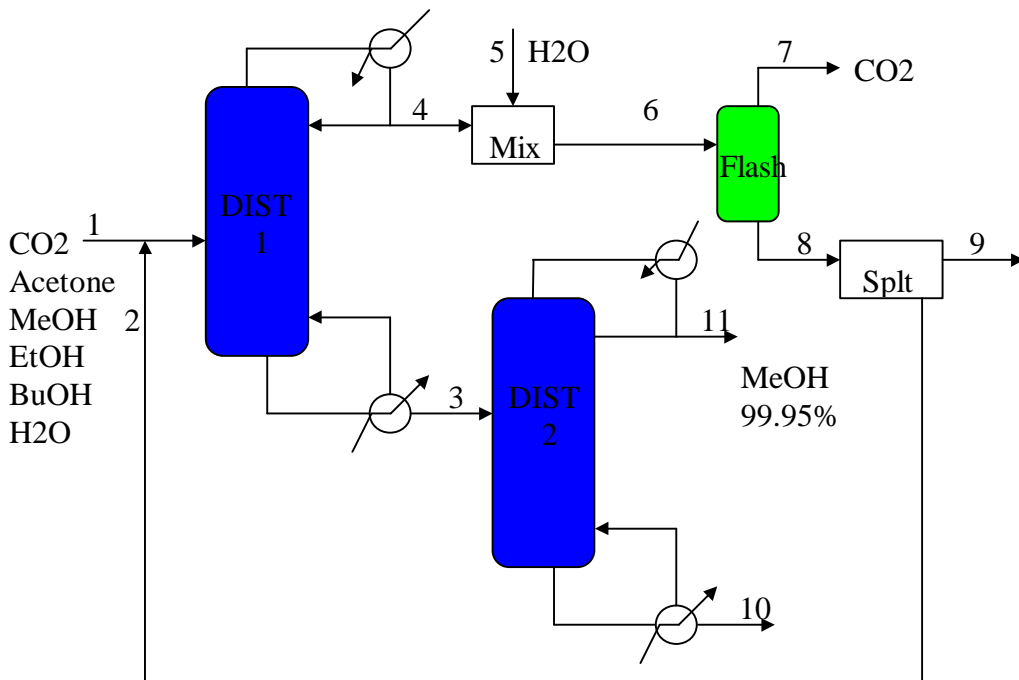 5
H2O
7
CO2
4
6
Mix
Flash
DIST
1
1
8
9
CO2
Acetone
MeOH
EtOH
BuOH
H2O
2
Splt
11
MeOH
99.95%
3
DIST
2
10